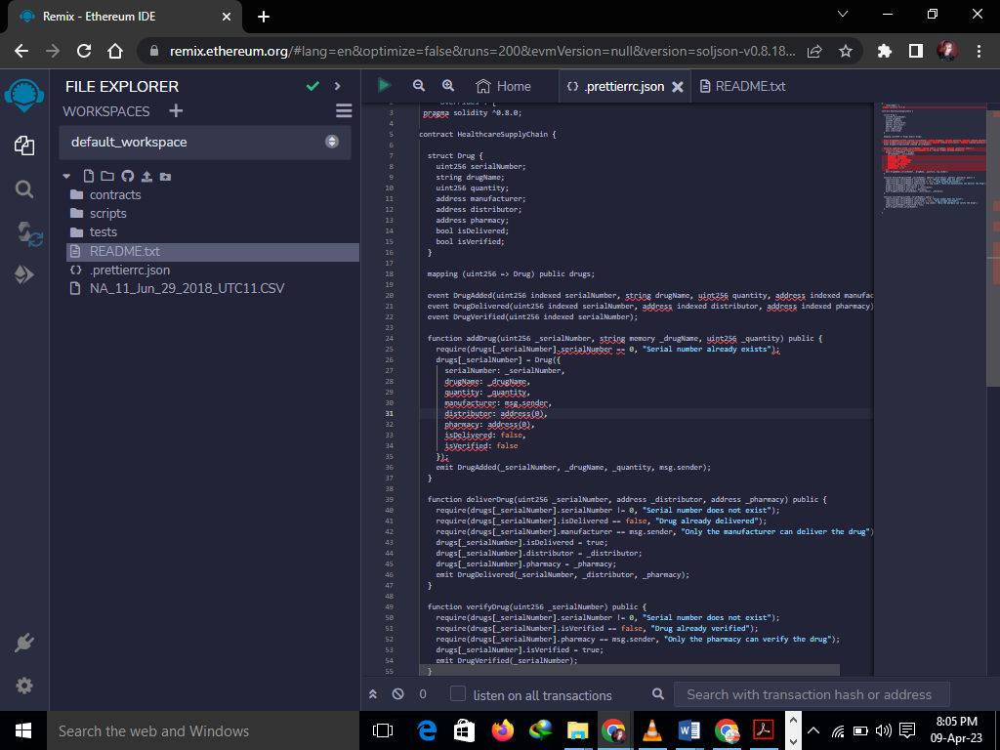 Remix - Ethereum IDE
remix.ethereum.org/#lang=en&optimize=false&runs=200&evmVersion=null&version=soljson-v0.8.18...
FILE EXPLORER
WORKSPACES
default_workspace
contracts
scripts
tests
README.txt
.prettierrc.json
NA_11_Jun_29_2018_UTC11.CSV
Home
.prettierrc.json
README.txt
2 "overrides": [
3 pragma solidity ^0.8.0;
4
5 contract HealthcareSupplyChain {
6
7 struct Drug {
8 uint256 serialNumber;
9 string drugName;
10 uint256 quantity;
11 address manufacturer;
12 address distributor;
13 address pharmacy;
14 bool isDelivered;
15 bool isVerified;
16 }
17
18 mapping (uint256 => Drug) public drugs;
19
20 event DrugAdded(uint256 indexed serialNumber, string drugName, uint256 quantity, address indexed manufac
21 event DrugDelivered(uint256 indexed serialNumber, address indexed distributor, address indexed pharmacy)
22 event DrugVerified(uint256 indexed serialNumber);
23
24 function addDrug(uint256 _serialNumber, string memory _drugName, uint256 _quantity) public {
25 require(drugs[_serialNumber].serialNumber == 0, "Serial number already exists");
26 drugs[_serialNumber] = Drug({
27 serialNumber: _serialNumber,
28 drugName: _drugName,
29 quantity: _quantity,
30 manufacturer: msg.sender,
31 distributor: address(0),
32 pharmacy: address(0),
33 isDelivered: false,
34 isVerified: false
35 });
36 emit DrugAdded(_serialNumber, _drugName, _quantity, msg.sender);
37 }
38
39 function deliverDrug(uint256 _serialNumber, address _distributor, address _pharmacy) public {
40 require(drugs[_serialNumber].serialNumber != 0, "Serial number does not exist");
41 require(drugs[_serialNumber].isDelivered == false, "Drug already delivered");
42 require(drugs[_serialNumber].manufacturer == msg.sender, "Only the manufacturer can deliver the drug")
43 drugs[_serialNumber].isDelivered = true;
44 drugs[_serialNumber].distributor = _distributor;
45 drugs[_serialNumber].pharmacy = _pharmacy;
46 emit DrugDelivered(_serialNumber, _distributor, _pharmacy);
47 }
48
49 function verifyDrug(uint256 _serialNumber) public {
50 require(drugs[_serialNumber].serialNumber != 0, "Serial number does not exist");
51 require(drugs[_serialNumber].isVerified == false, "Drug already verified");
52 require(drugs[_serialNumber].pharmacy == msg.sender, "Only the pharmacy can verify the drug");
53 drugs[_serialNumber].isVerified = true;
54 emit DrugVerified(_serialNumber);
55 }
0
listen on all transactions
Search with transaction hash or address
Search the web and Windows
8:05 PM
09-Apr-23